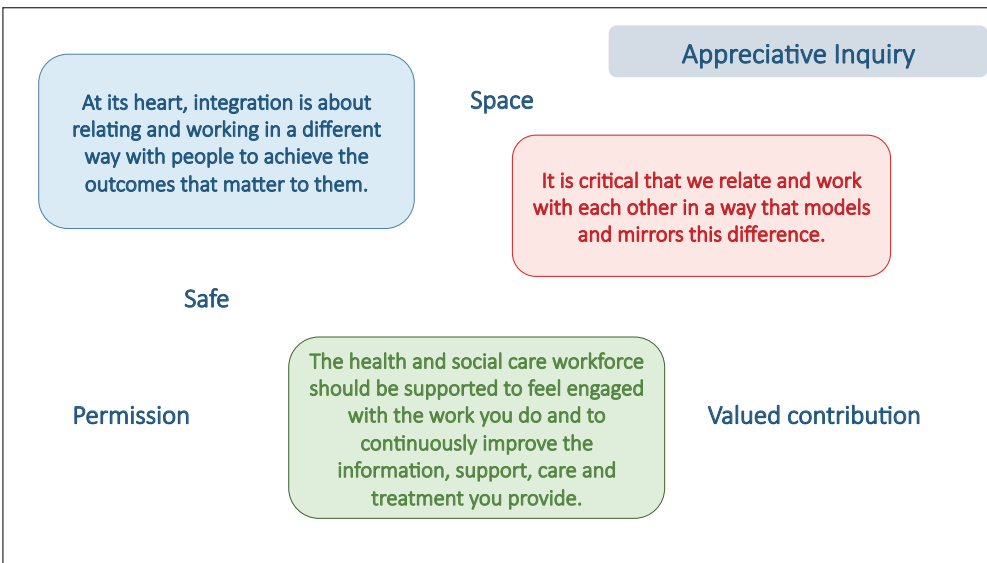 Appreciative Inquiry
At its heart, integration is about
relating and working in a different
way with people to achieve the
outcomes that matter to them.
Space
It is critical that we relate and work
with each other in a way that models
and mirrors this difference.
Safe
The health and social care workforce
should be supported to feel engaged
with the work you do and to
continuously improve the
information, support, care and
treatment you provide.
Permission
Valued contribution